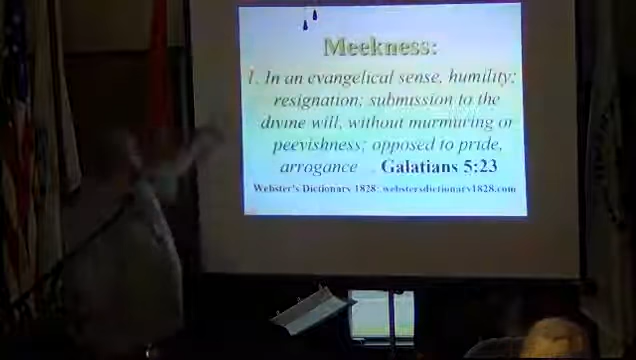 Meekness:
1. In an evangelical sense, humility;
resignation; submission to the
divine will, without murmuring or
peevishness; opposed to pride,
arrogance . Galatians 5:23
Webster's Dictionary 1828: webstersdictionary1828.com